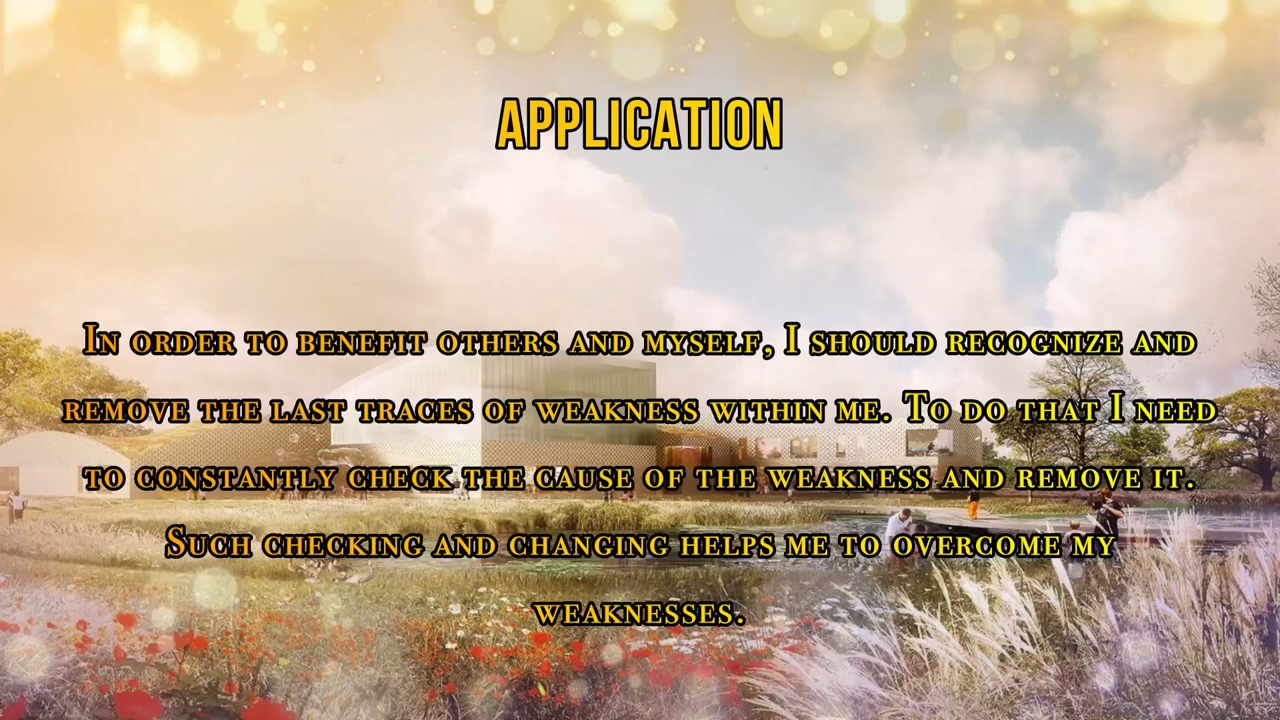 APPLICATION
In order to benefit others and myself, I should recognize and
remove the last traces of weakness within me. To do that I need
to constantly check the cause of the weakness and remove it.
Such checking and changing helps me to overcome my
weaknesses.